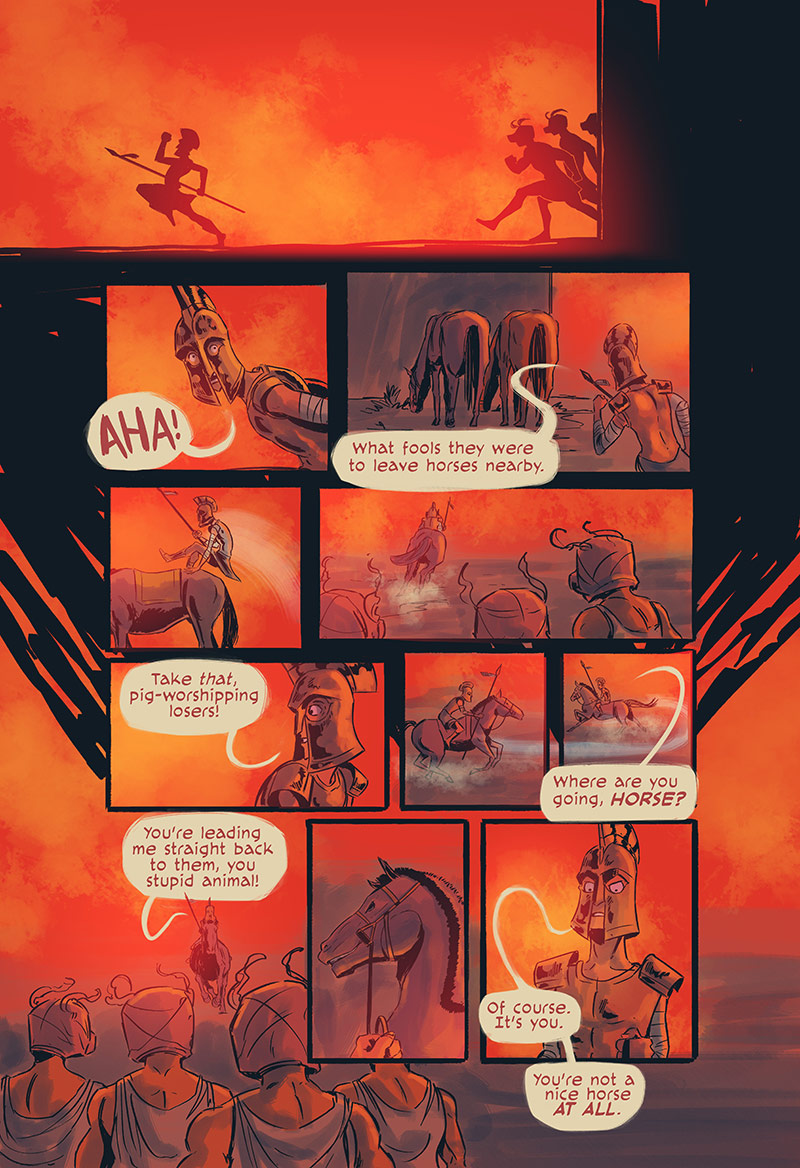 AHA!
What fools they were
to leave horses nearby.
Take that,
pig-worshipping
losers!
Where are you
going, HORSE?
You're leading
me straight back
to them, you
stupid animal!
Of course.
It's you.
You're not a
nice horse
AT ALL.